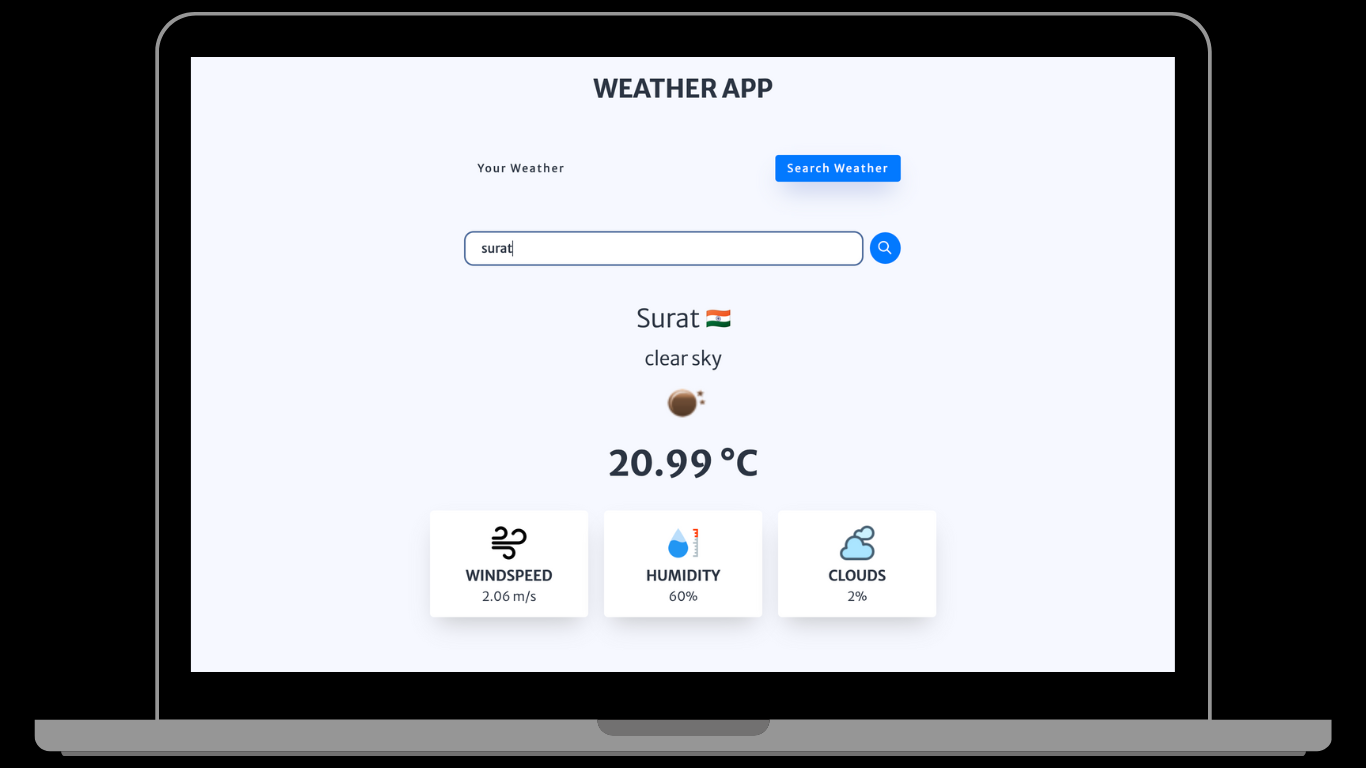 WEATHER APP
Your Weather
Search Weather
surat
Surat
clear sky
20.99 °C
WINDSPEED
2.06 m/s
HUMIDITY
60%
CLOUDS
2%